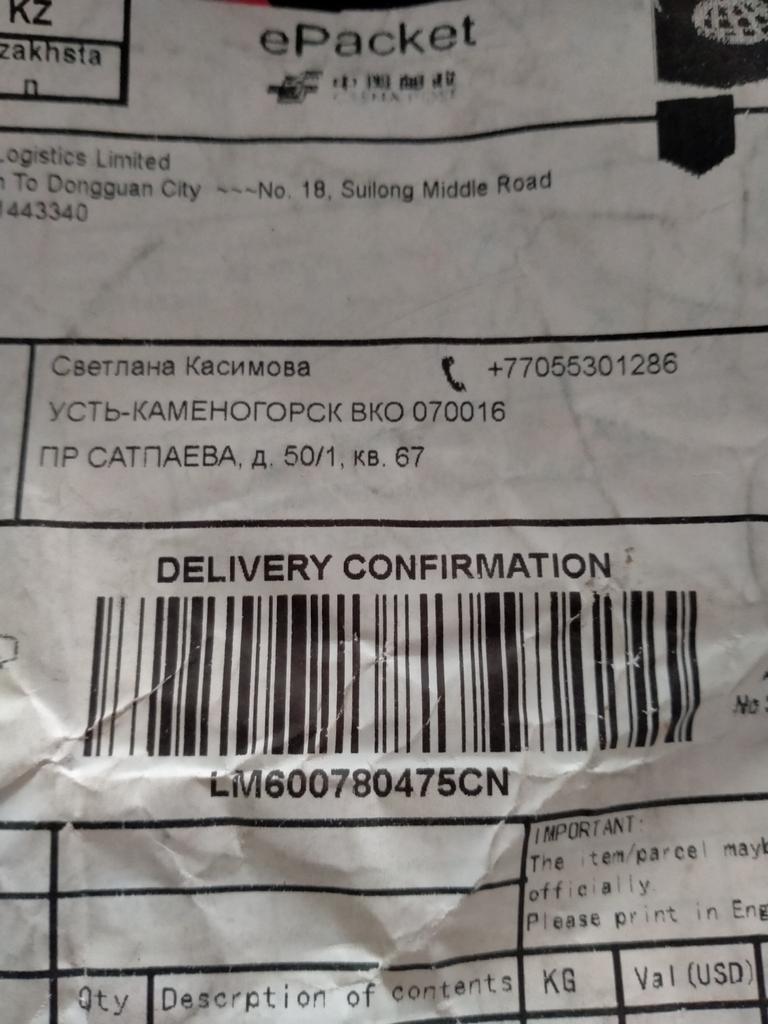 KZ
zakhsta
n
ePacket
Logistics Limited
n To Dongguan City ~~~No. 18, Suilong Middle Road
1443340
Светлана Касимова +77055301286
УСТЬ-КАМЕНОГОРСК ВКО 070016
ПР САТПАЕВА, д. 50/1, кв. 67
DELIVERY CONFIRMATION
LM600780475CN
No
IMPORTANT:
The item/parcel mayb
officially.
Please print in Eng
Qty Descrption of contents KG Val (USD)